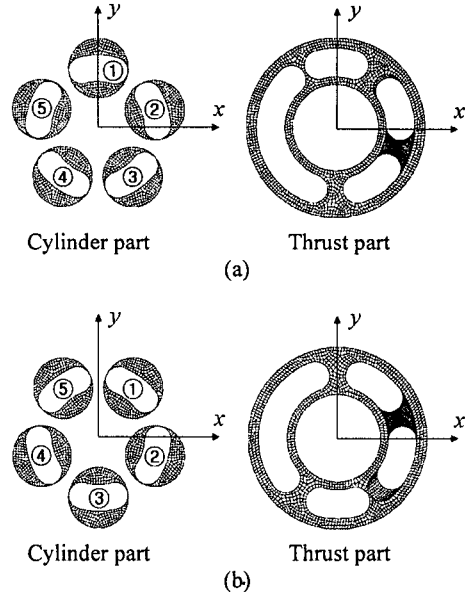 y
y
①
⑤
②
x
x
④
③
Cylinder part
Thrust part
(a)
y
y
⑤
①
x
x
④
②
③
Cylinder part
Thrust part
(b)